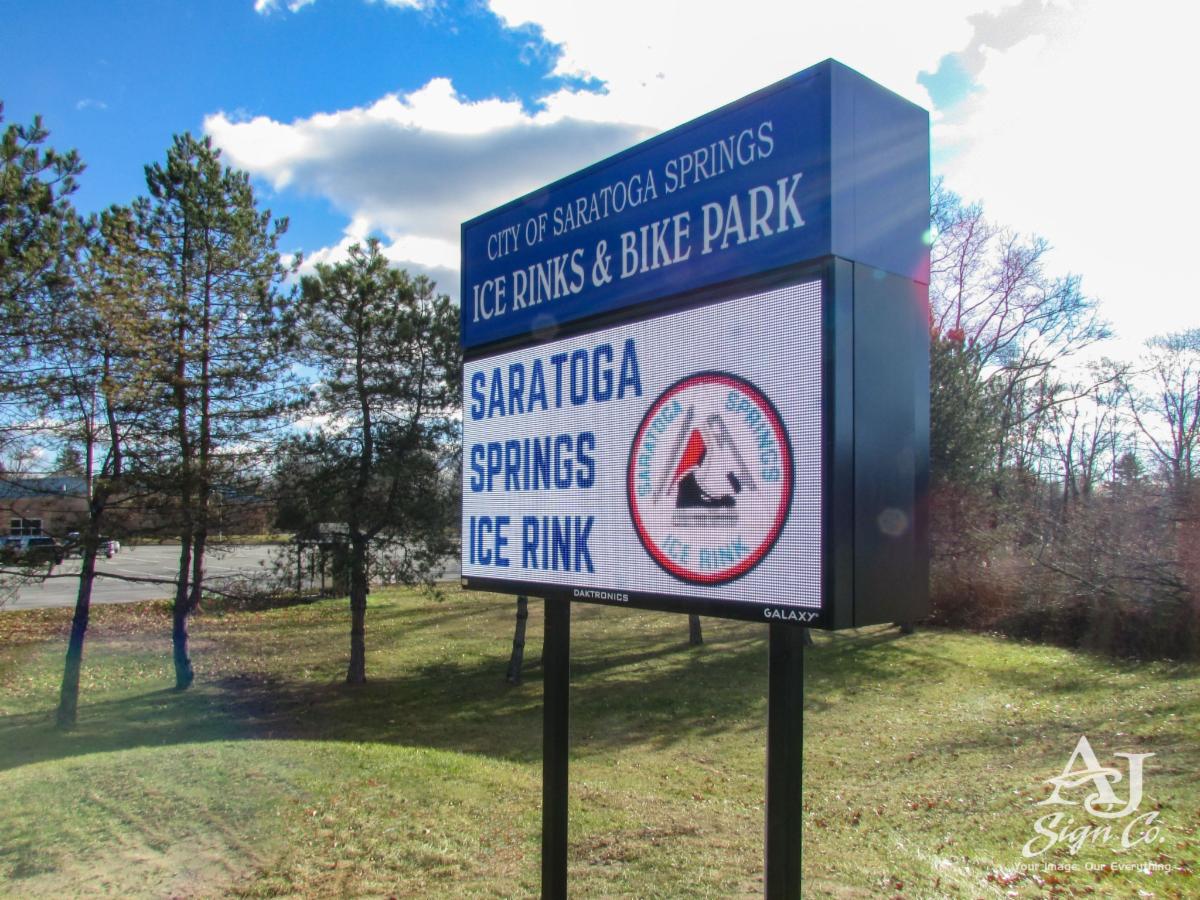 CITY OF SARATOGA SPRINGS
ICE RINKS & BIKE PARK
SARATOGA
SPRINGS
ICE RINK
SARATOGA SPRINGS
ICE RINK
DAKTRONICS
GALAXY®
AJ
Sign Co.
Your Image. Our Everything.